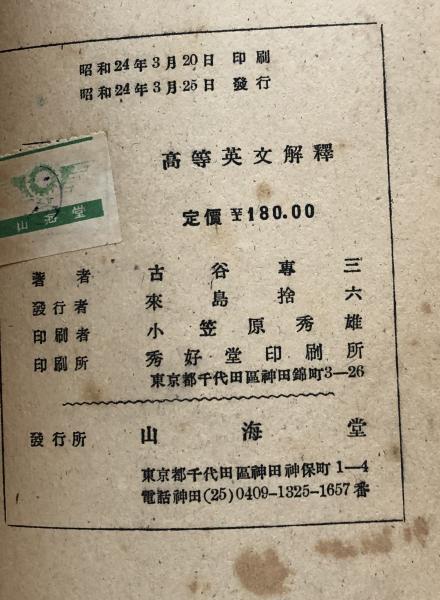 昭和24年3月20日 印刷
昭和24年3月25日 發行
高等英文解釋
定價 ¥180.00
山海堂
著者 古谷專三
發行者 來島捨六
印刷者 小笠原秀雄
印刷所 秀好堂印刷所
東京都千代田區神田錦町3—26
發行所 山海堂
東京都千代田區神田神保町1—4
電話神田(25)0409-1325-1657番